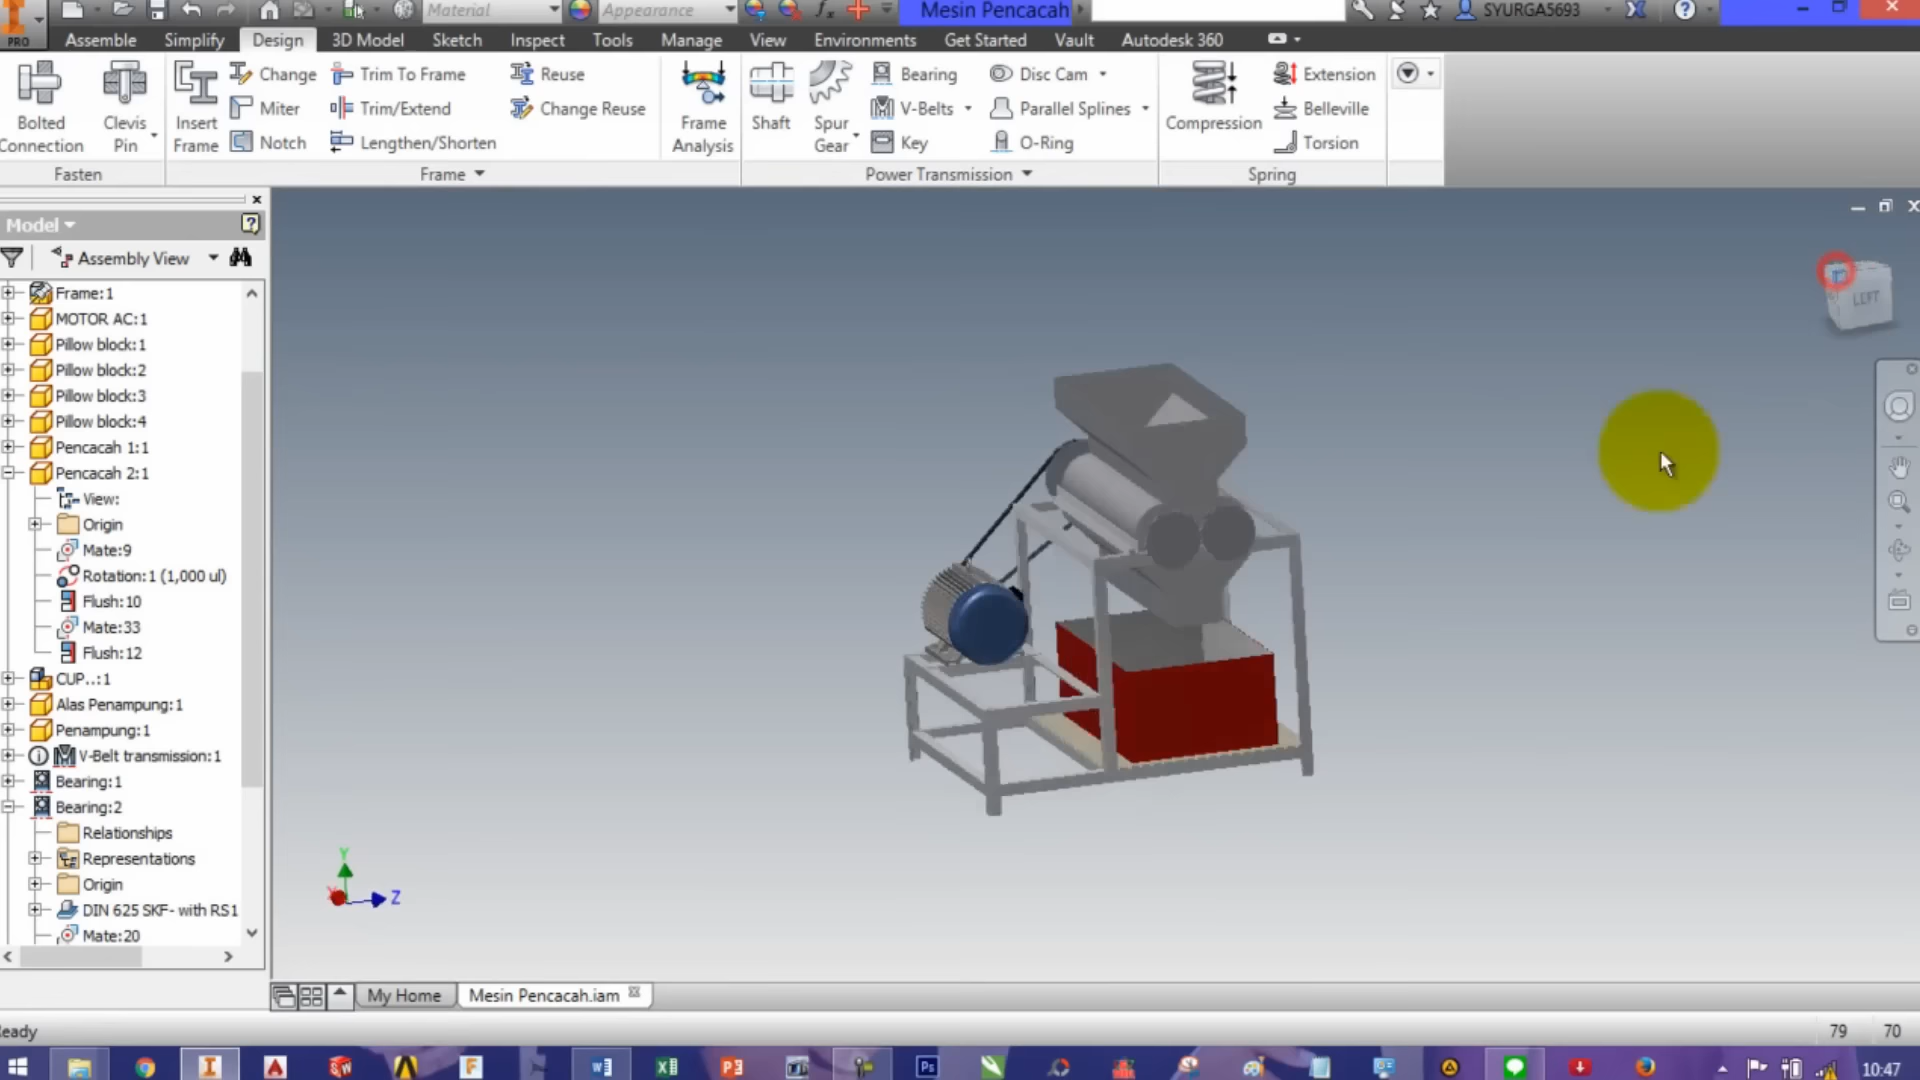 Material
Appearance
Mesin Pencacah
SYURGA5693
PRO
Assemble
Simplify
Design
3D Model
Sketch
Inspect
Tools
Manage
View
Environments
Get Started
Vault
Autodesk 360
Bolted
Connection
Clevis
Pin
Insert
Frame
Change
Miter
Notch
Trim To Frame
Trim/Extend
Lengthen/Shorten
Reuse
Change Reuse
Frame
Analysis
Shaft
Spur
Gear
Bearing
V-Belts
Key
Disc Cam
Parallel Splines
O-Ring
Compression
Extension
Belleville
Torsion
Fasten
Frame
Power Transmission
Spring
Model
Assembly View
Frame:1
MOTOR AC:1
Pillow block:1
Pillow block:2
Pillow block:3
Pillow block:4
Pencacah 1:1
Pencacah 2:1
View:
Origin
Mate:9
Rotation:1 (1,000 ul)
Flush:10
Mate:33
Flush:12
CUP..:1
Alas Penampung:1
Penampung:1
V-Belt transmission:1
Bearing:1
Bearing:2
Relationships
Representations
Origin
DIN 625 SKF- with RS1
Mate:20
LEFT
Y
Z
My Home
Mesin Pencacah.iam
eady
79
70
10:47